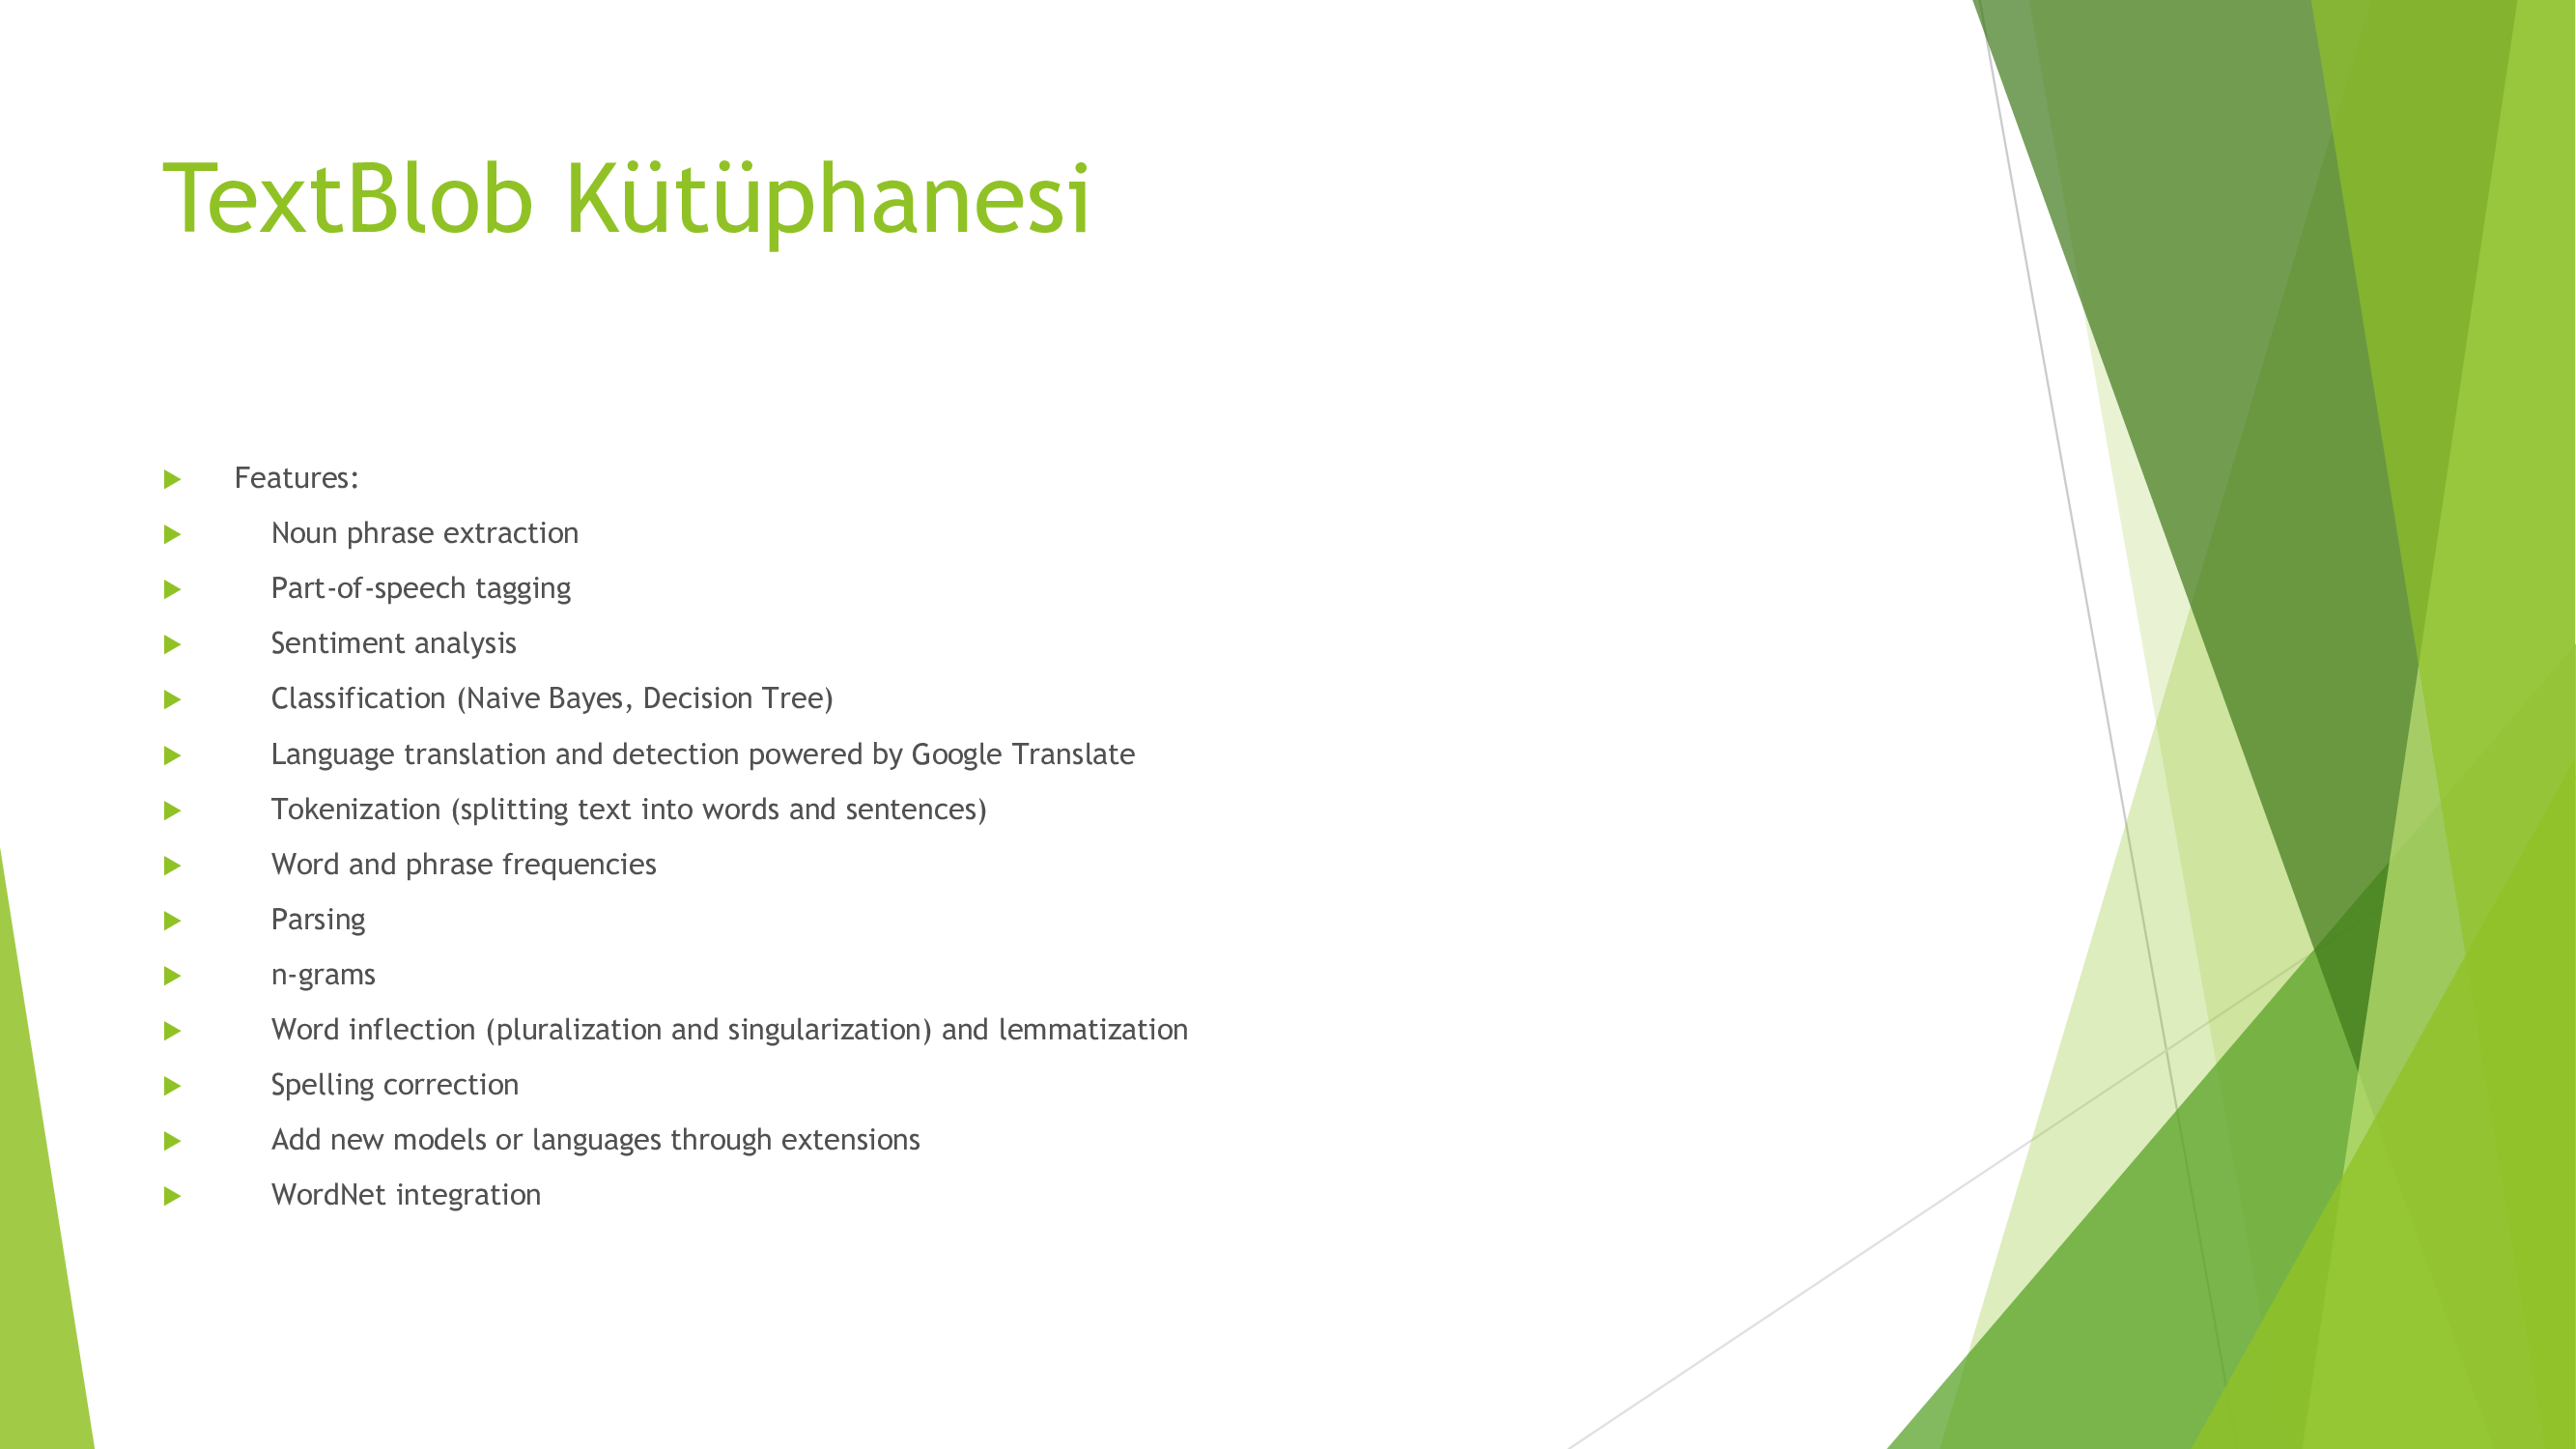 TextBlob Kütüphanesi
Features:
Noun phrase extraction
Part-of-speech tagging
Sentiment analysis
Classification (Naive Bayes, Decision Tree)
Language translation and detection powered by Google Translate
Tokenization (splitting text into words and sentences)
Word and phrase frequencies
Parsing
n-grams
Word inflection (pluralization and singularization) and lemmatization
Spelling correction
Add new models or languages through extensions
WordNet integration